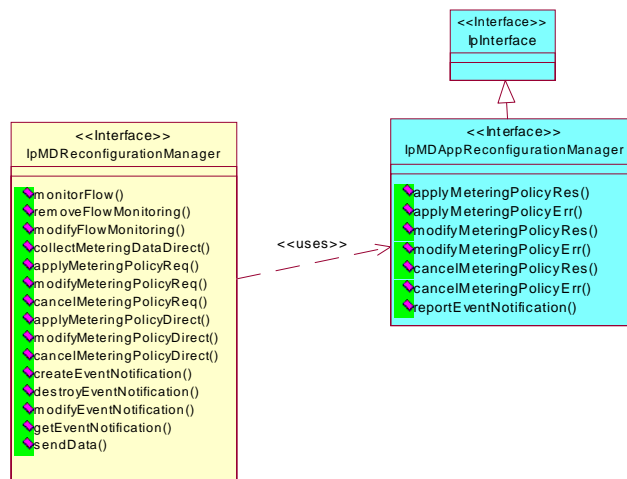 <<Interface>>
IpInterface
<<Interface>>
IpMDReconfigurationManager
monitorFlow()
removeFlowMonitoring()
modifyFlowMonitoring()
collectMeteringDataDirect()
applyMeteringPolicyReq()
modifyMeteringPolicyReq()
cancelMeteringPolicyReq()
applyMeteringPolicyDirect()
modifyMeteringPolicyDirect()
cancelMeteringPolicyDirect()
createEventNotification()
destroyEventNotification()
modifyEventNotification()
getEventNotification()
sendData()
<<uses>>
<<Interface>>
IpMDAppReconfigurationManager
applyMeteringPolicyRes()
applyMeteringPolicyErr()
modifyMeteringPolicyRes()
modifyMeteringPolicyErr()
cancelMeteringPolicyRes()
cancelMeteringPolicyErr()
reportEventNotification()